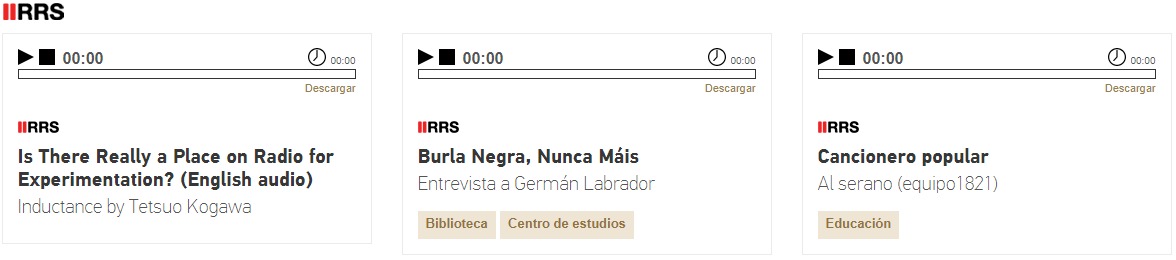 RRS
00:00
00:00
Descargar
RRS
Is There Really a Place on Radio for
Experimentation? (English audio)
Inductance by Tetsuo Kogawa
00:00
00:00
Descargar
RRS
Burla Negra, Nunca Máis
Entrevista a Germán Labrador
Biblioteca
Centro de estudios
00:00
00:00
Descargar
RRS
Cancionero popular
Al serano (equipo1821)
Educación